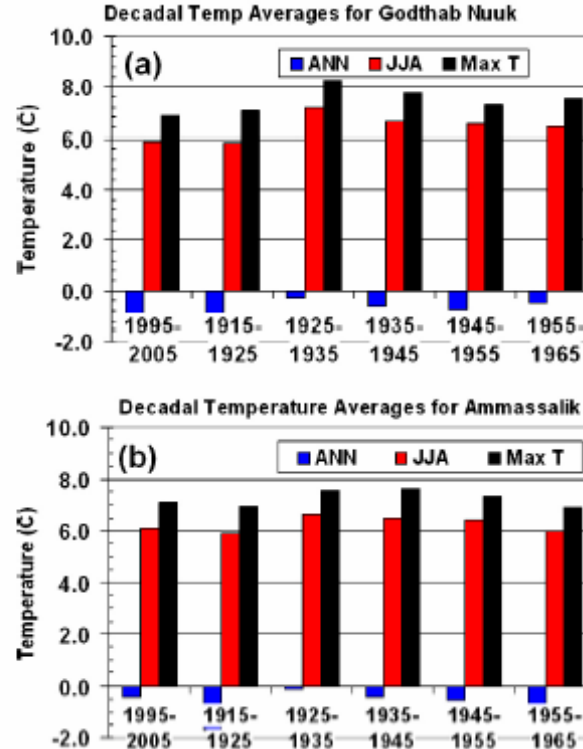 Decadal Temp Averages for Godthab Nuuk
10.0
(a)
ANN JJA Max T
8.0
6.0
4.0
2.0
0.0
-2.0
Temperature (C)
1995- 1915- 1925- 1935- 1945- 1955-
2005 1925 1935 1945 1955 1965
Decadal Temperature Averages for Ammassalik
10.0
(b)
ANN JJA Max T
8.0
6.0
4.0
2.0
0.0
-2.0
Temperature (C)
1995- 1915- 1925- 1935- 1945- 1955-
2005 1925 1935 1945 1955 1965